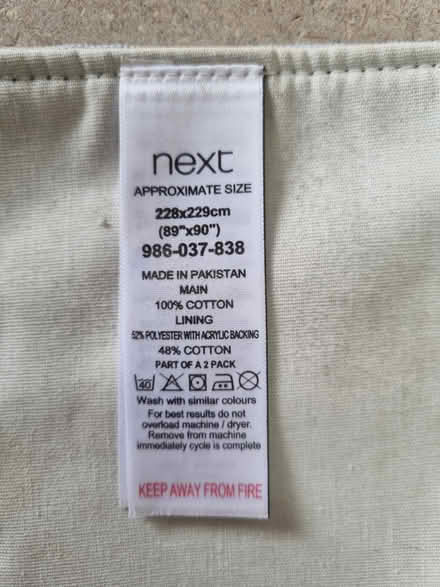 next
APPROXIMATE SIZE
228x229cm
(89"x90")
986-037-838
MADE IN PAKISTAN
MAIN
100% COTTON
LINING
52% POLYESTER WITH ACRYLIC BACKING
48% COTTON
PART OF A 2 PACK
40
Wash with similar colours
For best results do not
overload machine / dryer.
Remove from machine
immediately cycle is complete
KEEP AWAY FROM FIRE